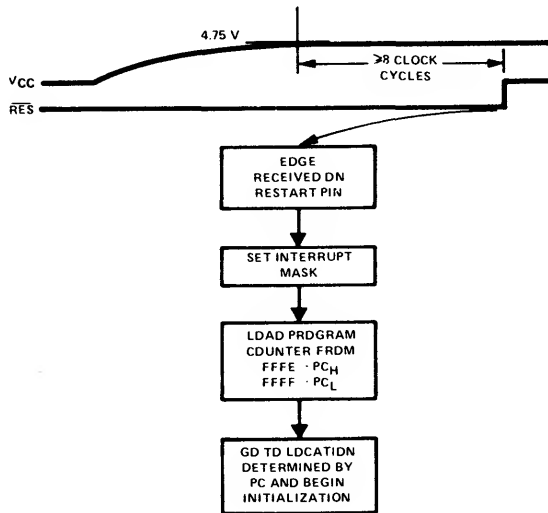 4.75 V
≥8 CLOCK
CYCLES
VCC
RES
EDGE
RECEIVED DN
RESTART PIN
SET INTERRUPT
MASK
LDAD PRDGRAM
CDUNTER FRDM
FFFE · PCH
FFFF · PCL
GD TD LDCATIDN
DETERMINED BY
PC AND BEGIN
INITIALIZATION